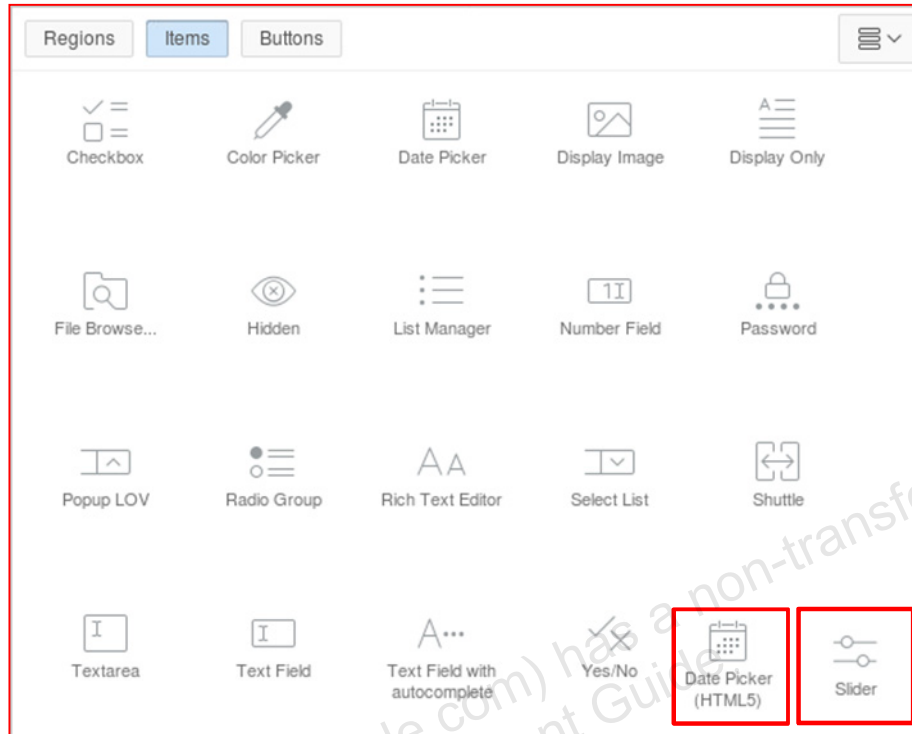 Regions Items Buttons
Checkbox Color Picker Date Picker Display Image Display Only
File Browse... Hidden List Manager Number Field Password
Popup LOV Radio Group Rich Text Editor Select List Shuttle
Textarea Text Field Text Field with autocomplete Yes/No Date Picker (HTML5) Slider
com) has a non-transf
nt Guide